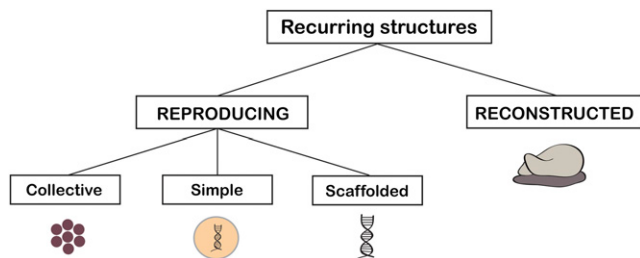 Recurring structures
REPRODUCING
RECONSTRUCTED
Collective
Simple
Scaffolded